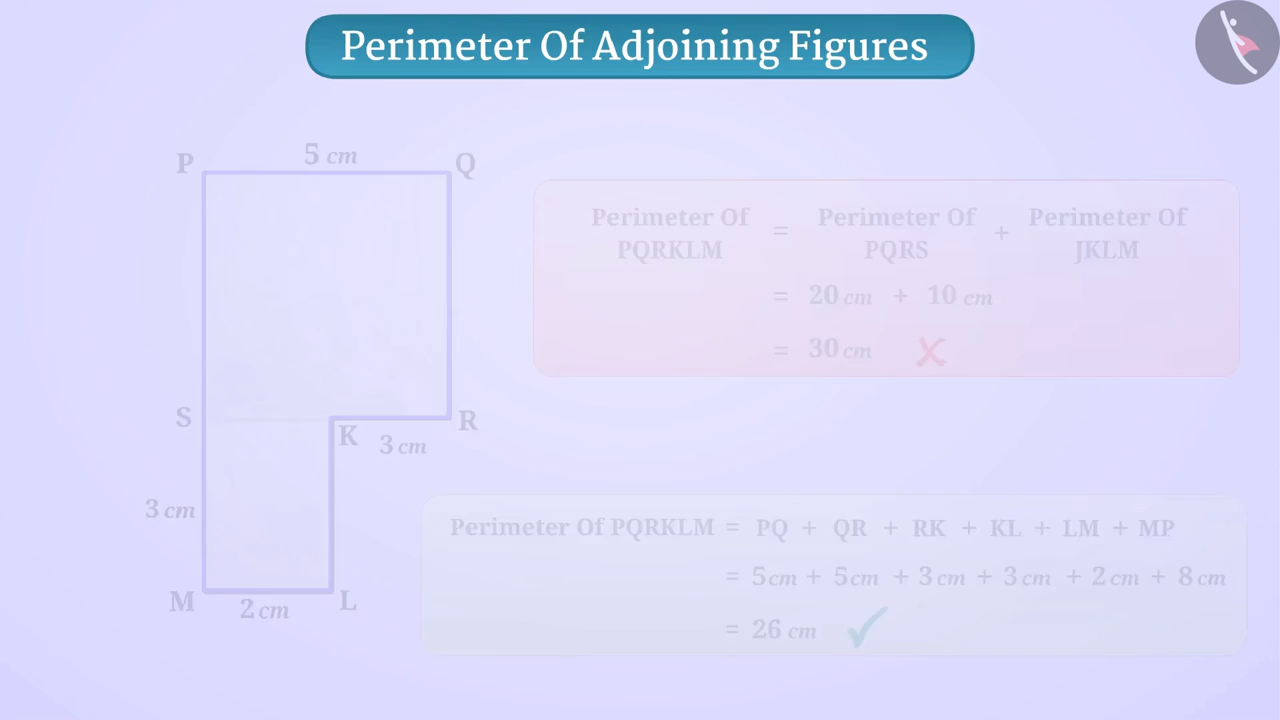 Perimeter Of Adjoining Figures
P 5 cm Q
S K R
3 cm
3 cm
M 2 cm L
Perimeter Of PQRKLM = Perimeter Of PQRS + Perimeter Of JKLM
= 20 cm + 10 cm
= 30 cm ✗
Perimeter Of PQRKLM = PQ + QR + RK + KL + LM + MP
= 5 cm + 5 cm + 3 cm + 3 cm + 2 cm + 8 cm
= 26 cm ✓